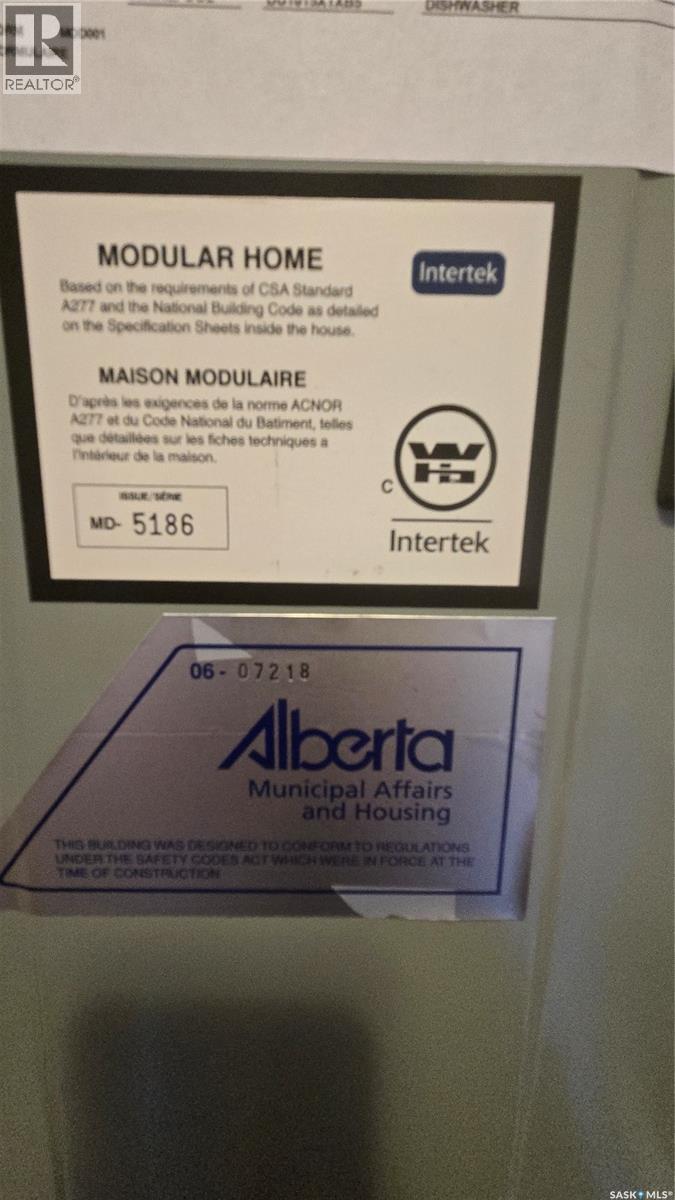 R
REALTOR®
DISHWASHER
MODULAR HOME
Based on the requirements of CSA Standard
A277 and the National Building Code as detailed
on the Specification Sheets inside the house.
Intertek
MAISON MODULAIRE
D'après les exigences de la norme ACNOR
A277 et du Code National du Batiment, telles
que détaillées sur les fiches techniques a
l'intérieur de la maison.
ISSUE/SÉRIE
MD- 5186
C
WH
Intertek
06- 07218
Alberta
Municipal Affairs
and Housing
THIS BUILDING WAS DESIGNED TO CONFORM TO REGULATIONS
UNDER THE SAFETY CODES ACT WHICH WERE IN FORCE AT THE
TIME OF CONSTRUCTION
SASK MLS®